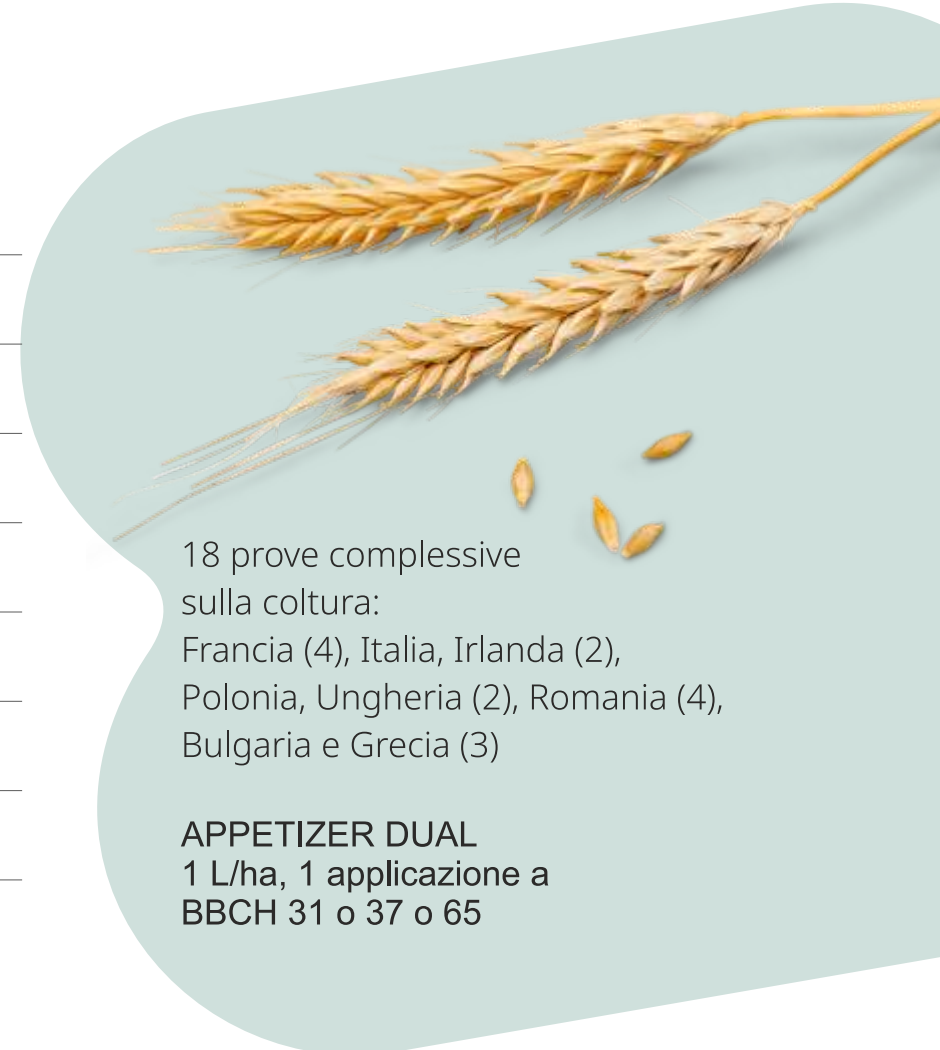 18 prove complessive
sulla coltura:
Francia (4), Italia, Irlanda (2),
Polonia, Ungheria (2), Romania (4),
Bulgaria e Grecia (3)
APPETIZER DUAL
1 L/ha, 1 applicazione a
BBCH 31 o 37 o 65